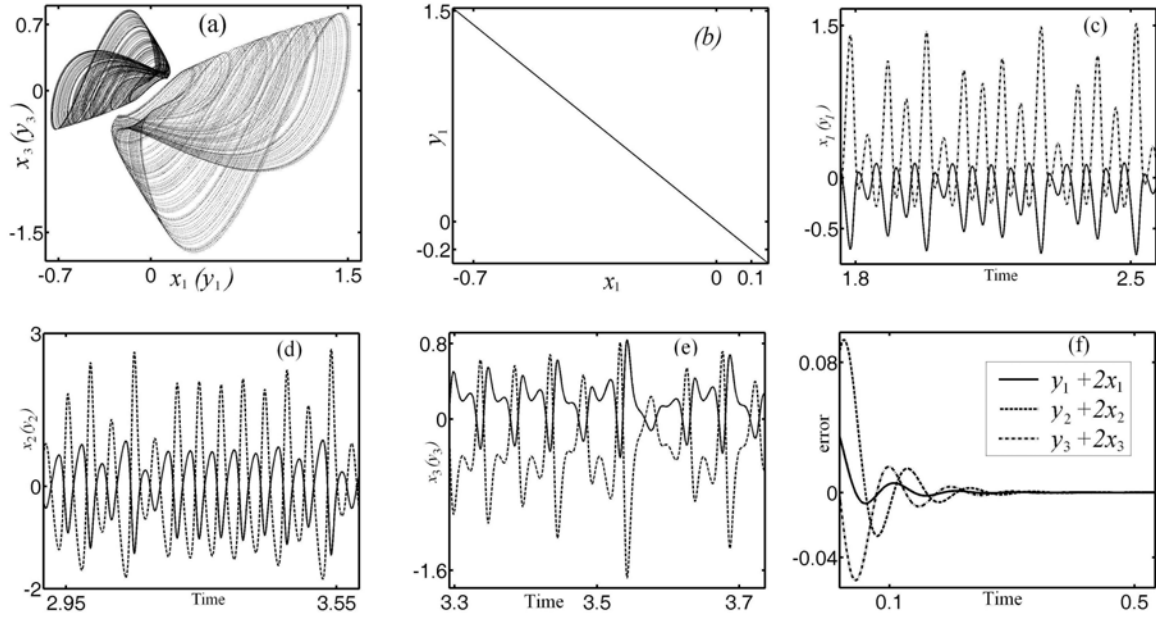 (a)
0.7
0
-1.5
x₃(y₃)
-0.7
0
1.5
x₁(y₁)
(b)
1.5
0
-0.2
y₁
-0.7
0
0.1
x₁
(c)
1.5
0
-0.5
x₁(y₁)
1.8
Time
2.5
(d)
3
0
-2
x₂(y₂)
2.95
Time
3.55
(e)
0.8
0
-1.6
x₃(y₃)
3.3
Time
3.5
3.7
(f)
0.08
0
-0.04
error
y₁ +2x₁
y₂ +2x₂
y₃ +2x₃
0.1
Time
0.5